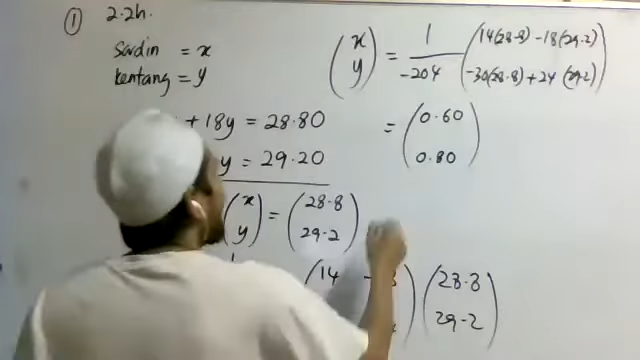 ① 2.2h.
Sardin = x
kentang = y
+ 18y = 28.80
y = 29.20
(x y) = (28.8 29.2)
(14 -
(28.8 29.2)
(x y) = 1/-204 (14(28.8) - 18(29.2) -30(28.8) + 24(29.2))
= (0.60 0.80)